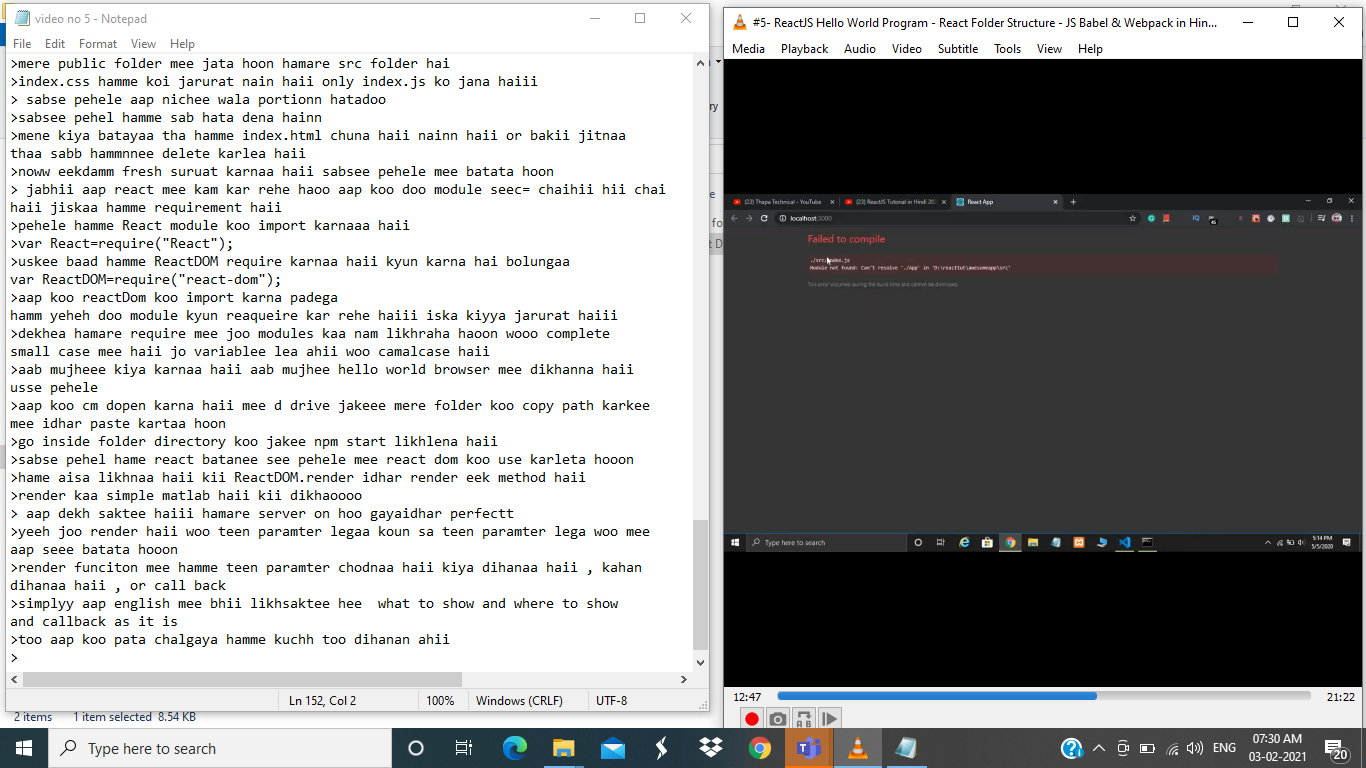 video no 5 - Notepad
File Edit Format View Help
>mere public folder mee jata hoon hamare src folder hai
>index.css hamme koi jarurat nain haii only index.js ko jana haiii
> sabse pehele aap nichee wala portionn hatadoo
>sabsee pehel hamme sab hata dena hainn
>mene kiya batayaa tha hamme index.html chuna haii nainn haii or bakii jitnaa
thaa sabb hammnnee delete karlea haii
>noww eekdamm fresh suruat karnaa haii sabsee pehele mee batata hoon
> jabhii aap react mee kam kar rehe haoo aap koo doo module seec= chaihii hii chai
haii jiskaa hamme requirement haii
>pehele hamme React module koo import karnaaa haii
>var React=require("React");
>uskee baad hamme ReactDOM require karnaa haii kyun karna hai bolungaa
var ReactDOM=require("react-dom");
>aap koo reactDom koo import karna padega
hamm yeheh doo module kyun reaqueire kar rehe haiii iska kiyya jarurat haiii
>dekhea hamare require mee joo modules kaa nam likhraha haoon wooo complete
small case mee haii jo variablee lea ahii woo camalcase haii
>aab mujheee kiya karnaa haii aab mujhee hello world browser mee dikhanna haii
usse pehele
>aap koo cm dopen karna haii mee d drive jakeee mere folder koo copy path karkee
mee idhar paste kartaa hoon
>go inside folder directory koo jakee npm start likhlena haii
>sabse pehel hame react batanee see pehele mee react dom koo use karleta hooon
>hame aisa likhnaa haii kii ReactDOM.render idhar render eek method haii
>render kaa simple matlab haii kii dikhaoooo
> aap dekh saktee haiii hamare server on hoo gayaidhar perfectt
>yeeh joo render haii woo teen paramter legaa koun sa teen paramter lega woo mee
aap seee batata hooon
>render funciton mee hamme teen paramter chodnaa haii kiya dihanaa haii , kahan
dihanaa haii , or call back
>simplyy aap english mee bhii likhsaktee hee  what to show and where to show
and callback as it is
>too aap koo pata chalgaya hamme kuchh too dihanan ahii
>
Ln 152, Col 2 100% Windows (CRLF) UTF-8
2 items 1 item selected 8.54 KB
#5- ReactJS Hello World Program - React Folder Structure - JS Babel & Webpack in Hin...
Media Playback Audio Video Subtitle Tools View Help
(23) Thapa Technical - YouTube (23) ReactJS Tutorial in Hindi 20 React App
localhost:3000
Failed to compile
./src/index.js
Module not found: Can't resolve './App' in 'D:\reacttut\awesomeapp\src'
This error occurred during the build time and cannot be dismissed.
Type here to search
5:14 PM
5/5/2020
12:47 21:22
Type here to search
ENG
07:30 AM
03-02-2021
20